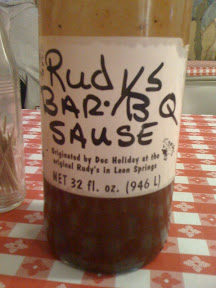 Rudy's
BAR·B Q
SAUSE
Originated by Doc Holiday at the
original Rudy's in Leon Springs
NET 32 fl. oz. (946 L)